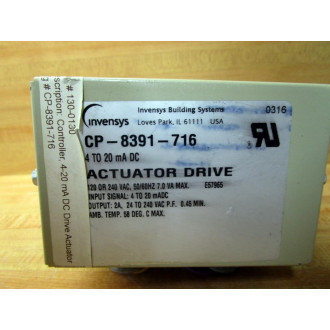 invensys
Invensys Building Systems
Loves Park, IL 61111 USA
0316
CP-8391-716
4 TO 20 mA DC
ACTUATOR DRIVE
120 OR 240 VAC, 50/60HZ 7.0 VA MAX. E57965
INPUT SIGNAL: 4 TO 20 mADC
OUTPUT: 2A, 24 TO 240 VAC P.F. 0.45 MIN.
AMB. TEMP. 58 DEG. C MAX.
# 130-0130
scription: Controller, 4-20 mA DC Drive Actuator
g # CP-8391-716